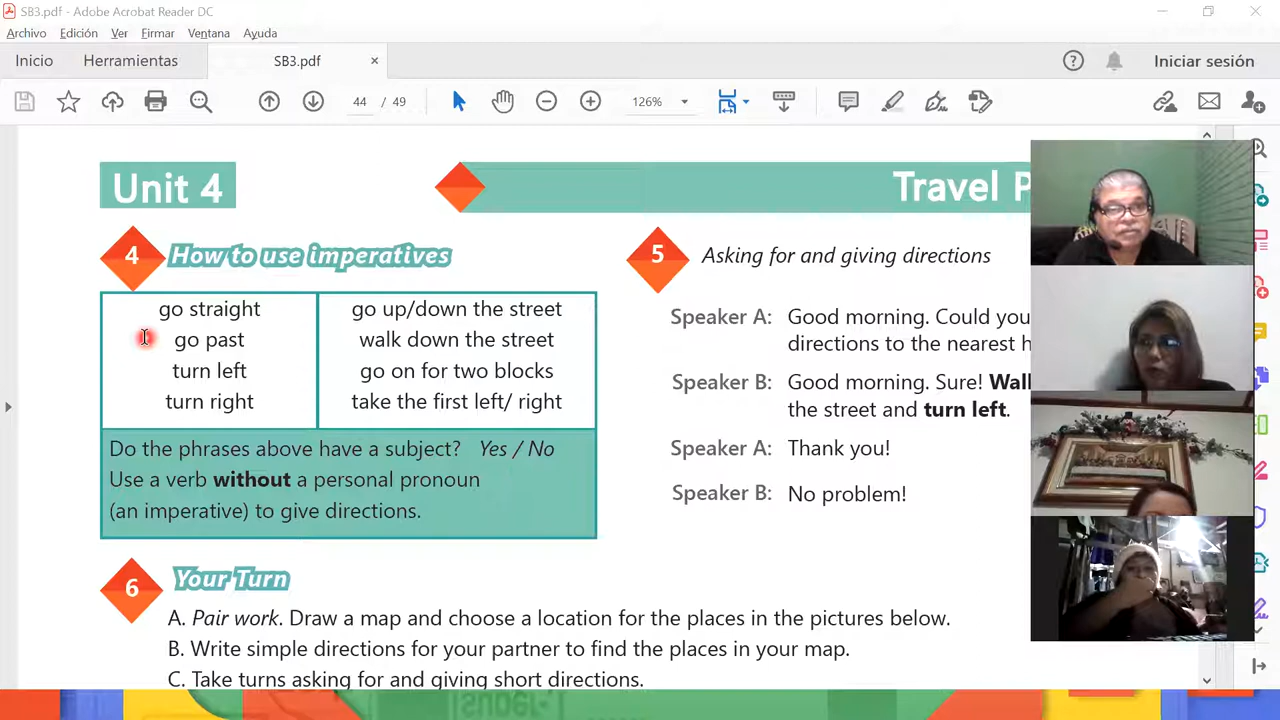 SB3.pdf - Adobe Acrobat Reader DC
Archivo Edición Ver Firmar Ventana Ayuda
Inicio Herramientas SB3.pdf × Iniciar sesión
44 / 49 126%
Unit 4
Travel P
4 How to use imperatives
go straight
go past
turn left
turn right
go up/down the street
walk down the street
go on for two blocks
take the first left/ right
Do the phrases above have a subject? Yes / No
Use a verb without a personal pronoun
(an imperative) to give directions.
5 Asking for and giving directions
Speaker A: Good morning. Could you
directions to the nearest h
Speaker B: Good morning. Sure! Wal
the street and turn left.
Speaker A: Thank you!
Speaker B: No problem!
6 Your Turn
A. Pair work. Draw a map and choose a location for the places in the pictures below.
B. Write simple directions for your partner to find the places in your map.
C. Take turns asking for and giving short directions.